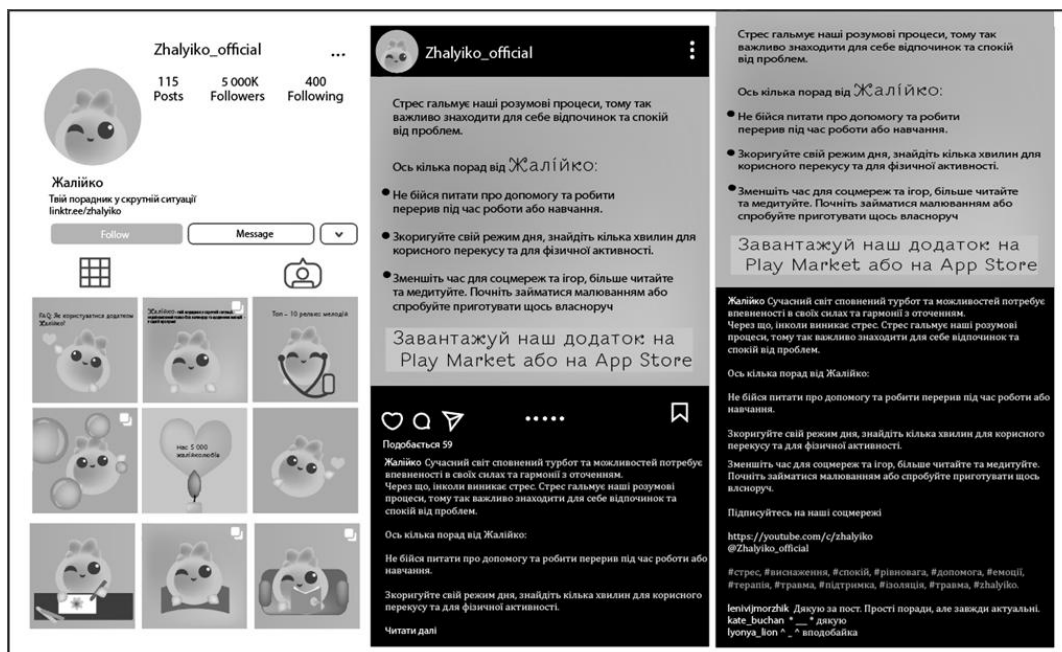 Zhalyiko_official
...
115 5 000K 400
Posts Followers Following
Жалійко
Твій порадник у скрутній ситуації
linktr.ee/zhalyiko
Follow Message
FaQ Як користуватися додатком
Жалійко?
Топ - 10 релакс мелодій
Нас 5 000
жалійколюбів
Zhalyiko_official
Стрес гальмує наші розумові процеси, тому так
важливо знаходити для себе відпочинок та спокій
від проблем.
Ось кілька порад від Жалійко:
• Не бійся питати про допомогу та робити
перерив під час роботи або навчання.
• Зкоригуйте свій режим дня, знайдіть кілька хвилин для
корисного перекусу та для фізичної активності.
• Зменшіть час для соцмереж та ігор, більше читайте
та медитуйте. Почніть займатися малюванням або
спробуйте приготувати щось власноруч
Завантажуй наш додаток на
Play Market або на App Store
Подобається 59
Жалійко Сучасний світ сповнений турбот та можливостей потребує
впевненості в своїх силах та гармонії з оточенням.
Через що, інколи виникає стрес. Стрес гальмує наші розумові
процеси, тому так важливо знаходити для себе відпочинок та
спокій від проблем.
Ось кілька порад від Жалійко:
Не бійся питати про допомогу та робити перерив під час роботи або
навчання.
Зкоригуйте свій режим дня, знайдіть кілька хвилин для корисного
перекусу та для фізичної активності.
Читати далі
Стрес гальмує наші розумові процеси, тому так
важливо знаходити для себе відпочинок та спокій
від проблем.
Ось кілька порад від Жалійко:
• Не бійся питати про допомогу та робити
перерив під час роботи або навчання.
• Зкоригуйте свій режим дня, знайдіть кілька хвилин для
корисного перекусу та для фізичної активності.
• Зменшіть час для соцмереж та ігор, більше читайте
та медитуйте. Почніть займатися малюванням або
спробуйте приготувати щось власноруч
Завантажуй наш додаток на
Play Market або на App Store
Жалійко Сучасний світ сповнений турбот та можливостей потребує
впевненості в своїх силах та гармонії з оточенням.
Через що, інколи виникає стрес. Стрес гальмує наші розумові
процеси, тому так важливо знаходити для себе відпочинок та
спокій від проблем.
Ось кілька порад від Жалійко:
Не бійся питати про допомогу та робити перерив під час роботи або
навчання.
Зкоригуйте свій режим дня, знайдіть кілька хвилин для корисного
перекусу та для фізичної активності.
Зменшіть час для соцмереж та ігор, більше читайте та медитуйте.
Почніть займатися малюванням або спробуйте приготувати щось
влсноруч.
Підписуйтесь на наші соцмережі
https://youtube.com/c/zhalyiko
@Zhalyiko_official
#стрес, #виснаження, #спокій, #рівновага, #допомога, #емоції,
#терапія, #травма, #підтримка, #ізоляція, #травма, #zhalyiko.
lenivijmorzhik Дякую за пост. Прості поради, але завжди актуальні.
kate_buchan * __ * дякую
lyonya_lion ^ _ ^ вподобайка